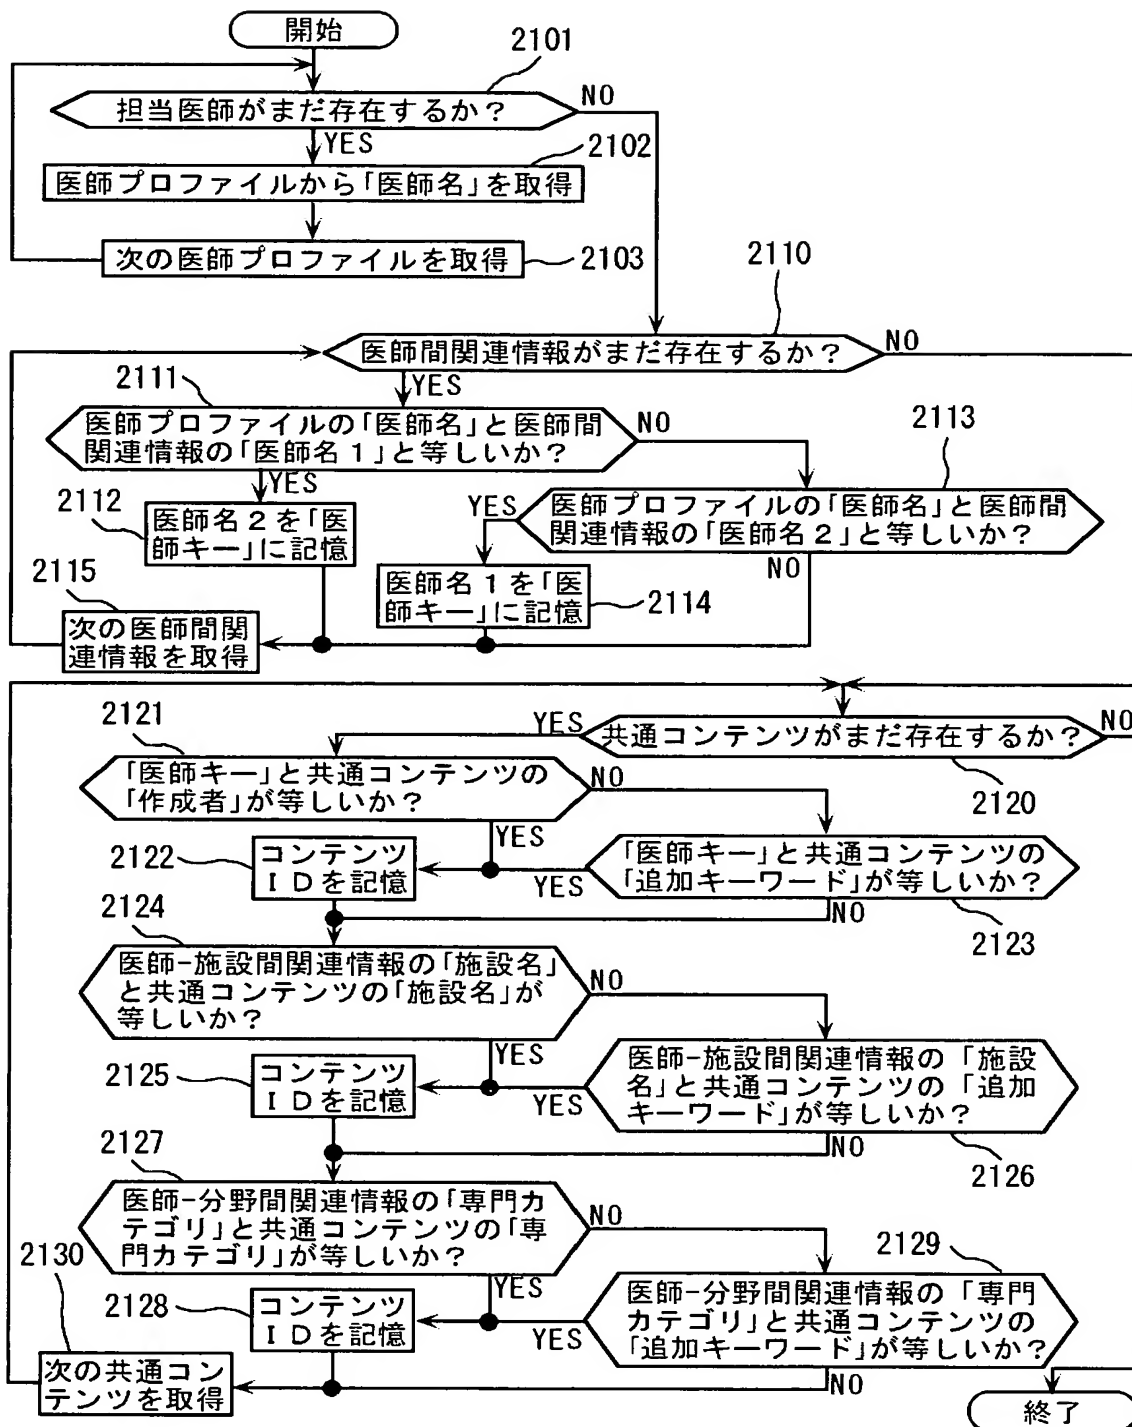 開始
2101
担当医師がまだ存在するか？
NO
YES
2102
医師プロファイルから「医師名」を取得
次の医師プロファイルを取得
2103
2110
医師間関連情報がまだ存在するか？
NO
YES
2111
医師プロファイルの「医師名」と医師間
関連情報の「医師名１」と等しいか？
NO
2113
YES
2112
医師名２を「医
師キー」に記憶
YES
医師プロファイルの「医師名」と医師間
関連情報の「医師名２」と等しいか？
NO
2115
医師名１を「医
師キー」に記憶
2114
次の医師間関
連情報を取得
2121
YES
共通コンテンツがまだ存在するか？
NO
2120
「医師キー」と共通コンテンツの
「作成者」が等しいか？
NO
YES
2122
コンテンツ
ＩＤを記憶
YES
「医師キー」と共通コンテンツの
「追加キーワード」が等しいか？
NO
2123
2124
医師-施設間関連情報の「施設名」
と共通コンテンツの「施設名」が
等しいか？
NO
YES
2125
コンテンツ
ＩＤを記憶
YES
医師-施設間関連情報の「施設
名」と共通コンテンツの「追加
キーワード」が等しいか？
NO
2126
2127
医師-分野間関連情報の「専門カ
テゴリ」と共通コンテンツの「専
門カテゴリ」が等しいか？
NO
2129
YES
2130
2128
コンテンツ
ＩＤを記憶
YES
医師-分野間関連情報の「専門
カテゴリ」と共通コンテンツの
「追加キーワード」が等しいか？
NO
次の共通コン
テンツを取得
終了